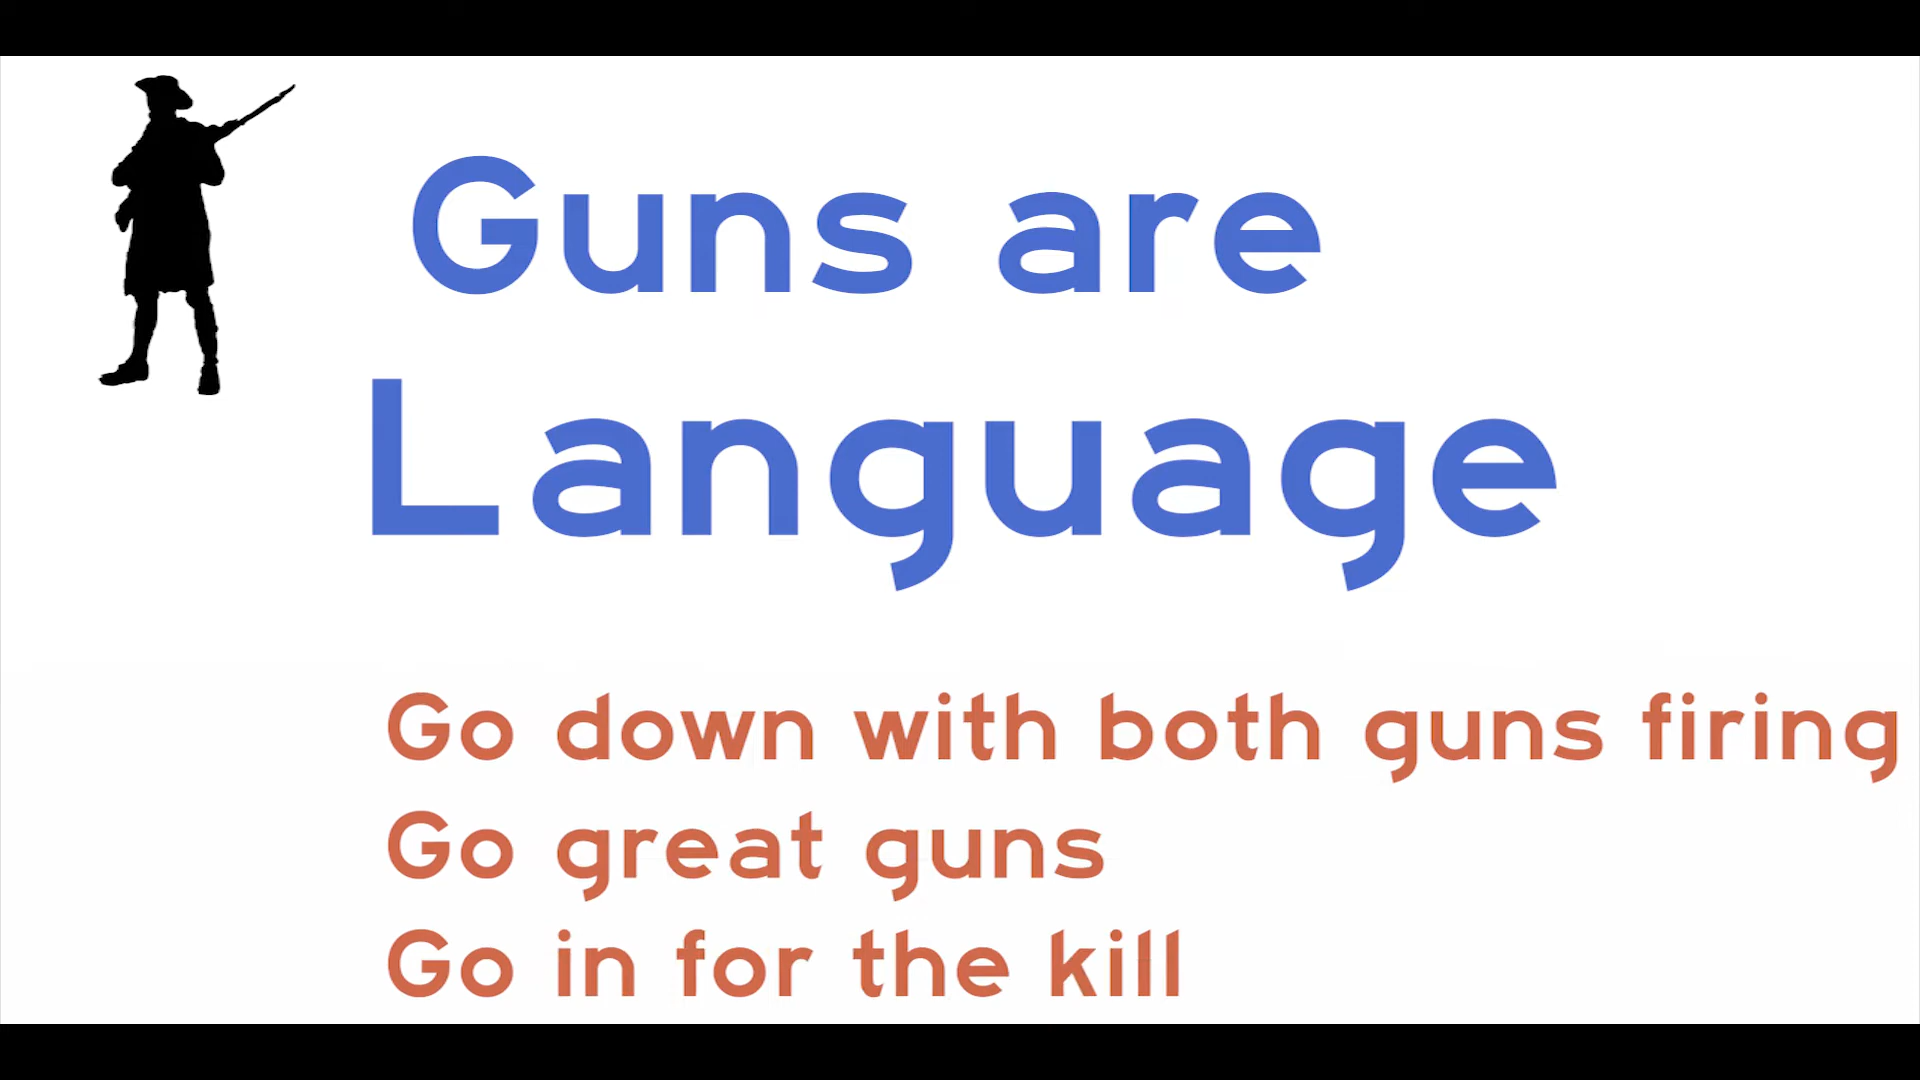 Guns are
Language
Go down with both guns firing
Go great guns
Go in for the kill